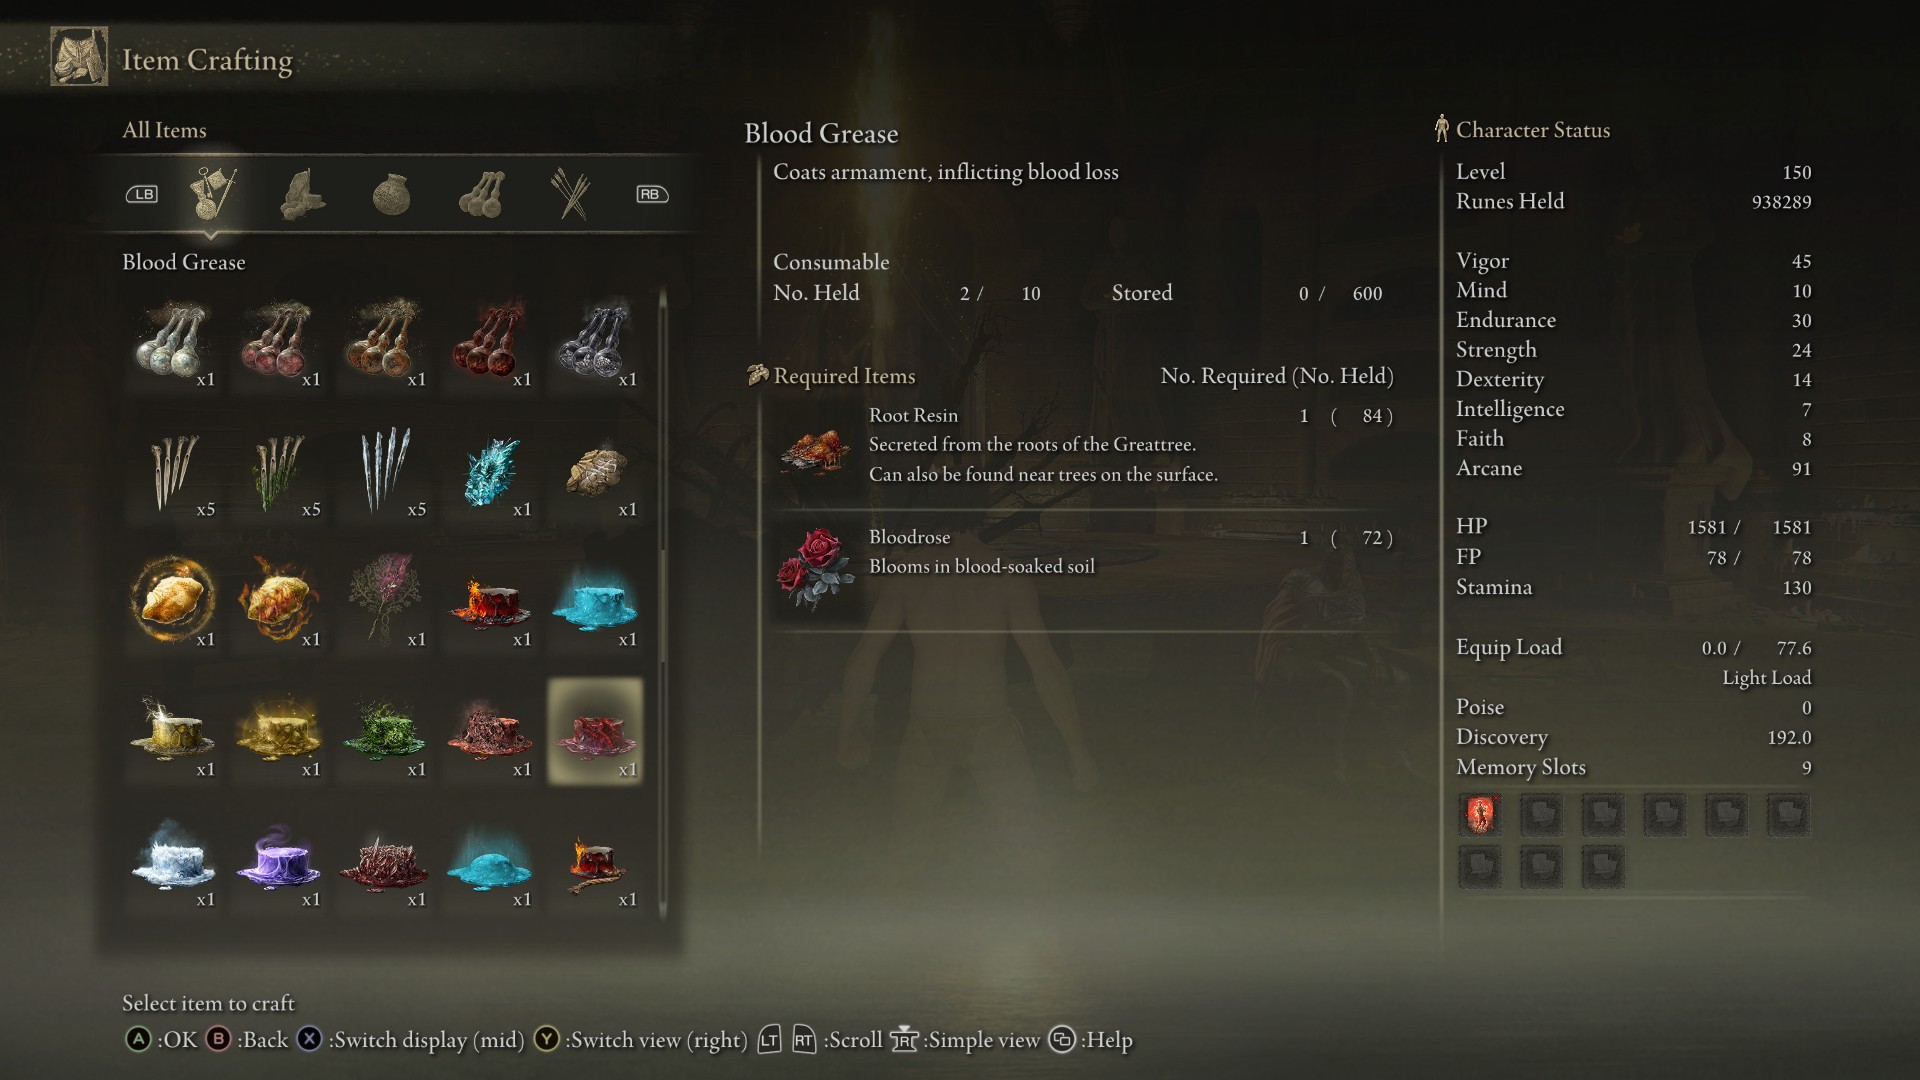 Item Crafting
All Items
LB
RB
Blood Grease
x1 x1 x1 x1 x1
x5 x5 x5 x1 x1
x1 x1 x1 x1 x1
x1 x1 x1 x1 x1
x1 x1 x1 x1 x1
Blood Grease
Coats armament, inflicting blood loss
Consumable
No. Held 2 / 10 Stored 0 / 600
Required Items No. Required (No. Held)
Root Resin 1 ( 84 )
Secreted from the roots of the Greattree.
Can also be found near trees on the surface.
Bloodrose 1 ( 72 )
Blooms in blood-soaked soil
Character Status
Level 150
Runes Held 938289
Vigor 45
Mind 10
Endurance 30
Strength 24
Dexterity 14
Intelligence 7
Faith 8
Arcane 91
HP 1581 / 1581
FP 78 / 78
Stamina 130
Equip Load 0.0 / 77.6
Light Load
Poise 0
Discovery 192.0
Memory Slots 9
Select item to craft
A :OK B :Back X :Switch display (mid) Y :Switch view (right) LT RT :Scroll R :Simple view :Help